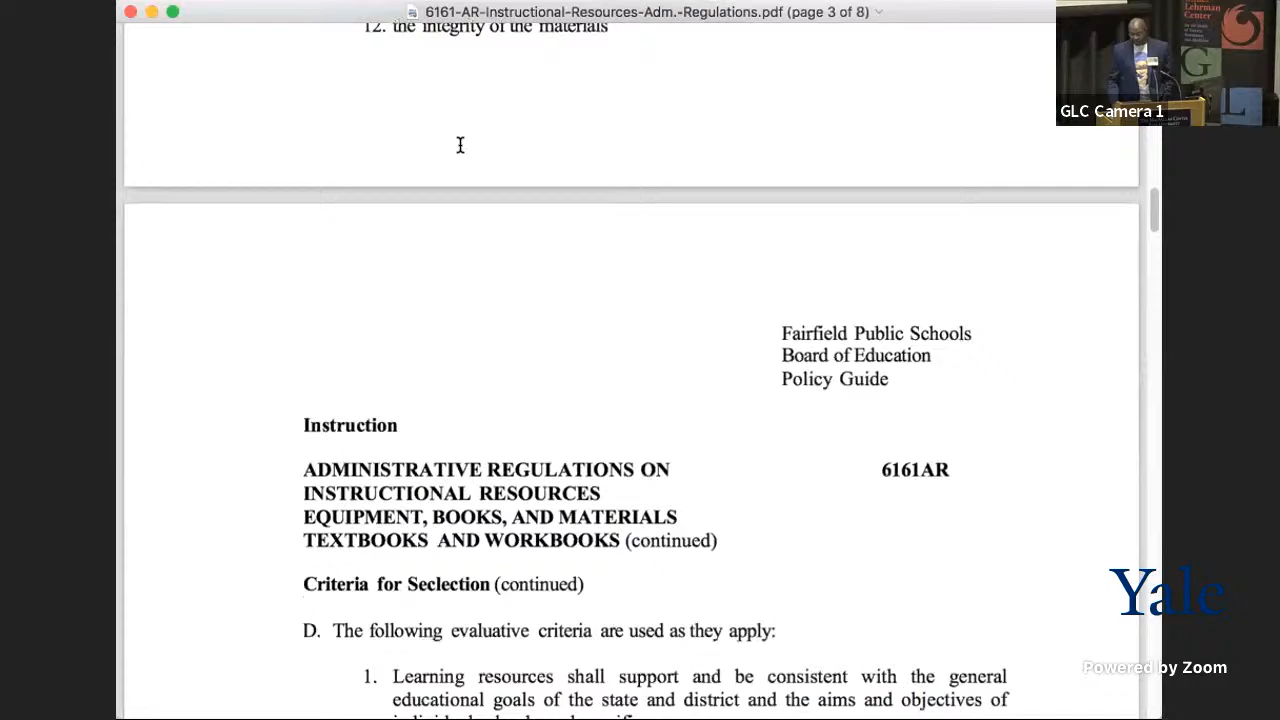 6161-AR-Instructional-Resources-Adm.-Regulations.pdf (page 3 of 8)
12. the integrity of the materials
Lehrman
Center
G
L
GLC Camera 1
Fairfield Public Schools
Board of Education
Policy Guide
Instruction
ADMINISTRATIVE REGULATIONS ON 6161AR
INSTRUCTIONAL RESOURCES
EQUIPMENT, BOOKS, AND MATERIALS
TEXTBOOKS AND WORKBOOKS (continued)
Criteria for Seclection (continued)
D. The following evaluative criteria are used as they apply:
1. Learning resources shall support and be consistent with the general
educational goals of the state and district and the aims and objectives of
Yale
Powered by Zoom